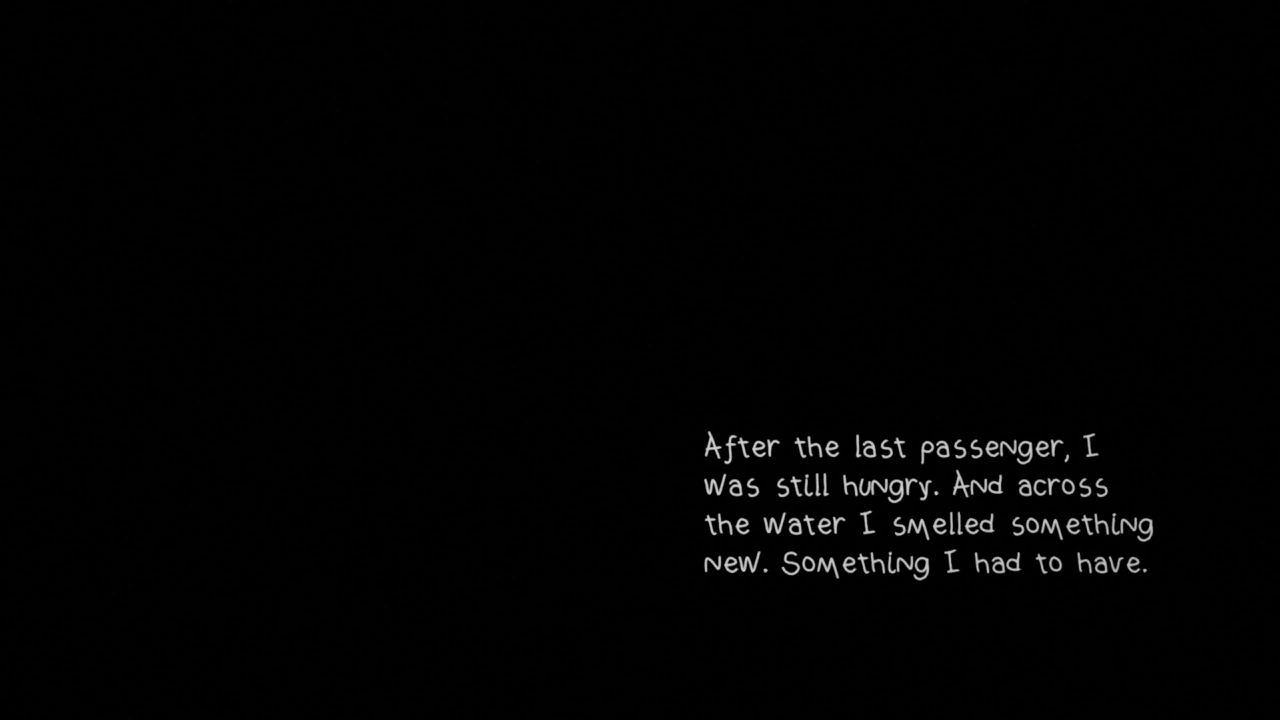 After the last passenger, I
was still hungry. And across
the water I smelled something
new. Something I had to have.